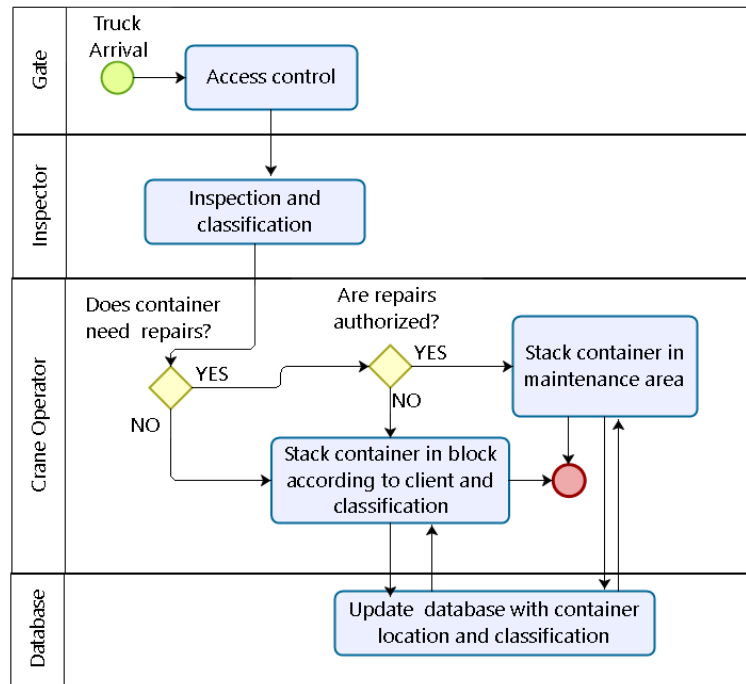 Gate
Truck
Arrival
Access control
Inspector
Inspection and
classification
Crane Operator
Does container
need  repairs?
Are repairs
authorized?
YES
NO
YES
NO
Stack container in
maintenance area
Stack container in block
according to client and
classification
Database
Update  database with container
location and classification